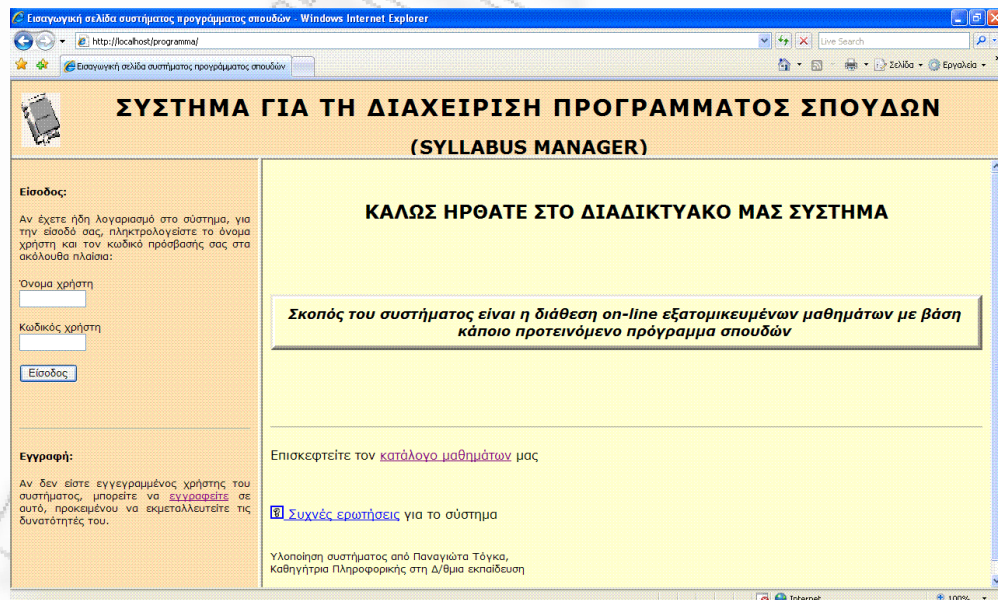 Εισαγωγική σελίδα συστήματος προγράμματος σπουδών - Windows Internet Explorer
http://localhost/programma/
Live Search
Εισαγωγική σελίδα συστήματος προγράμματος σπουδών
Σελίδα
Εργαλεία
ΣΥΣΤΗΜΑ ΓΙΑ ΤΗ ΔΙΑΧΕΙΡΙΣΗ ΠΡΟΓΡΑΜΜΑΤΟΣ ΣΠΟΥΔΩΝ
(SYLLABUS MANAGER)
Είσοδος:
Αν έχετε ήδη λογαριασμό στο σύστημα, για
την είσοδό σας, πληκτρολογείστε το όνομα
χρήστη και τον κωδικό πρόσβασής σας στα
ακόλουθα πλαίσια:
Όνομα χρήστη
Κωδικός χρήστη
Είσοδος
Εγγραφή:
Αν δεν είστε εγγεγραμμένος χρήστης του
συστήματος, μπορείτε να εγγραφείτε σε
αυτό, προκειμένου να εκμεταλλευτείτε τις
δυνατότητές του.
ΚΑΛΩΣ ΗΡΘΑΤΕ ΣΤΟ ΔΙΑΔΙΚΤΥΑΚΟ ΜΑΣ ΣΥΣΤΗΜΑ
Σκοπός του συστήματος είναι η διάθεση on-line εξατομικευμένων μαθημάτων με βάση
κάποιο προτεινόμενο πρόγραμμα σπουδών
Επισκεφτείτε τον κατάλογο μαθημάτων μας
Συχνές ερωτήσεις για το σύστημα
Υλοποίηση συστήματος από Παναγιώτα Τόγκα,
Καθηγήτρια Πληροφορικής στη Δ/θμια εκπαίδευση
Internet
100%